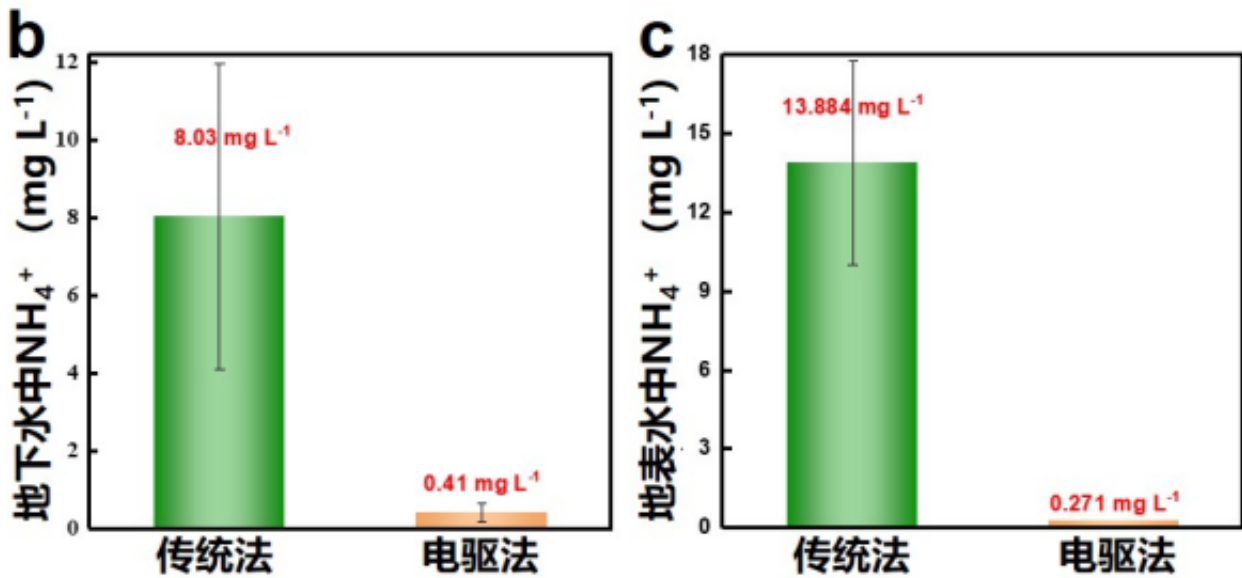 b
地下水中NH₄⁺ (mg L⁻¹)
12
10
8
6
4
2
0
8.03 mg L⁻¹
0.41 mg L⁻¹
传统法
电驱法
c
地表水中NH₄⁺ (mg L⁻¹)
18
15
12
9
6
3
0
13.884 mg L⁻¹
0.271 mg L⁻¹
传统法
电驱法